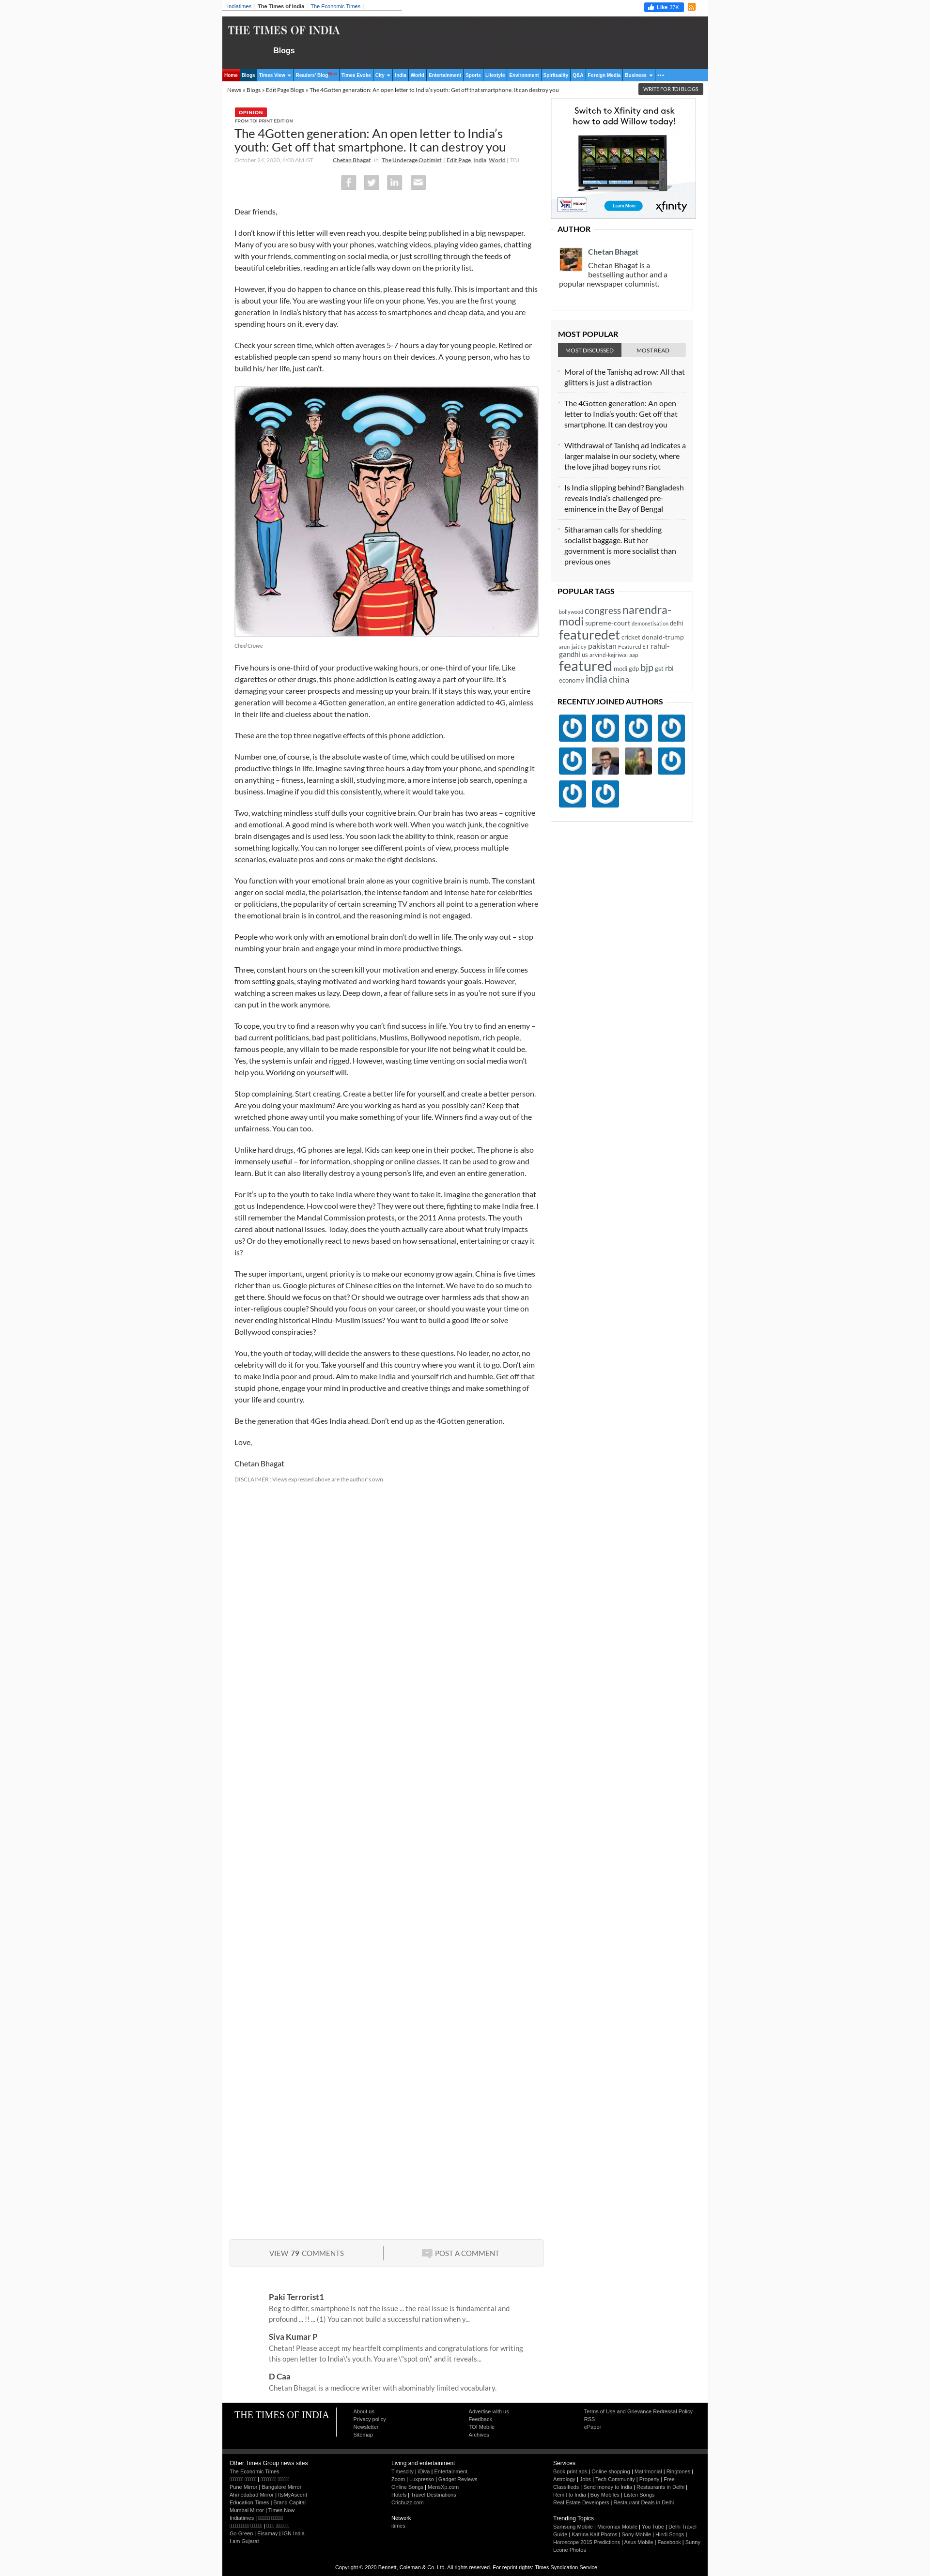 Indiatimes The Times of India The Economic Times
Like 37K
THE TIMES OF INDIA
Blogs
Home Blogs Times View Readers' Blog City India World Entertainment Sports Lifestyle Environment Spirituality Q&A Foreign Media Business
Times Evoke
News » Blogs » Edit Page Blogs » The 4Gotten generation: An open letter to India's youth: Get off that smartphone. It can destroy you
WRITE FOR TOI BLOGS
OPINION
FROM TOI PRINT EDITION
The 4Gotten generation: An open letter to India's
youth: Get off that smartphone. It can destroy you
October 24, 2020, 6:00 AM IST Chetan Bhagat in The Underage Optimist | Edit Page, India, World | TOI
Dear friends,
I don't know if this letter will even reach you, despite being published in a big newspaper.
Many of you are so busy with your phones, watching videos, playing video games, chatting
with your friends, commenting on social media, or just scrolling through the feeds of
beautiful celebrities, reading an article falls way down on the priority list.
However, if you do happen to chance on this, please read this fully. This is important and this
is about your life. You are wasting your life on your phone. Yes, you are the first young
generation in India's history that has access to smartphones and cheap data, and you are
spending hours on it, every day.
Check your screen time, which often averages 5-7 hours a day for young people. Retired or
established people can spend so many hours on their devices. A young person, who has to
build his/ her life, just can't.
Chad Crowe
Five hours is one-third of your productive waking hours, or one-third of your life. Like
cigarettes or other drugs, this phone addiction is eating away a part of your life. It's
damaging your career prospects and messing up your brain. If it stays this way, your entire
generation will become a 4Gotten generation, an entire generation addicted to 4G, aimless
in their life and clueless about the nation.
These are the top three negative effects of this phone addiction.
Number one, of course, is the absolute waste of time, which could be utilised on more
productive things in life. Imagine saving three hours a day from your phone, and spending it
on anything – fitness, learning a skill, studying more, a more intense job search, opening a
business. Imagine if you did this consistently, where it would take you.
Two, watching mindless stuff dulls your cognitive brain. Our brain has two areas – cognitive
and emotional. A good mind is where both work well. When you watch junk, the cognitive
brain disengages and is used less. You soon lack the ability to think, reason or argue
something logically. You can no longer see different points of view, process multiple
scenarios, evaluate pros and cons or make the right decisions.
You function with your emotional brain alone as your cognitive brain is numb. The constant
anger on social media, the polarisation, the intense fandom and intense hate for celebrities
or politicians, the popularity of certain screaming TV anchors all point to a generation where
the emotional brain is in control, and the reasoning mind is not engaged.
People who work only with an emotional brain don't do well in life. The only way out – stop
numbing your brain and engage your mind in more productive things.
Three, constant hours on the screen kill your motivation and energy. Success in life comes
from setting goals, staying motivated and working hard towards your goals. However,
watching a screen makes us lazy. Deep down, a fear of failure sets in as you're not sure if you
can put in the work anymore.
To cope, you try to find a reason why you can't find success in life. You try to find an enemy –
bad current politicians, bad past politicians, Muslims, Bollywood nepotism, rich people,
famous people, any villain to be made responsible for your life not being what it could be.
Yes, the system is unfair and rigged. However, wasting time venting on social media won't
help you. Working on yourself will.
Stop complaining. Start creating. Create a better life for yourself, and create a better person.
Are you doing your maximum? Are you working as hard as you possibly can? Keep that
wretched phone away until you make something of your life. Winners find a way out of the
unfairness. You can too.
Unlike hard drugs, 4G phones are legal. Kids can keep one in their pocket. The phone is also
immensely useful – for information, shopping or online classes. It can be used to grow and
learn. But it can also literally destroy a young person's life, and even an entire generation.
For it's up to the youth to take India where they want to take it. Imagine the generation that
got us Independence. How cool were they? They were out there, fighting to make India free. I
still remember the Mandal Commission protests, or the 2011 Anna protests. The youth
cared about national issues. Today, does the youth actually care about what truly impacts
us? Or do they emotionally react to news based on how sensational, entertaining or crazy it
is?
The super important, urgent priority is to make our economy grow again. China is five times
richer than us. Google pictures of Chinese cities on the Internet. We have to do so much to
get there. Should we focus on that? Or should we outrage over harmless ads that show an
inter-religious couple? Should you focus on your career, or should you waste your time on
never ending historical Hindu-Muslim issues? You want to build a good life or solve
Bollywood conspiracies?
You, the youth of today, will decide the answers to these questions. No leader, no actor, no
celebrity will do it for you. Take yourself and this country where you want it to go. Don't aim
to make India poor and proud. Aim to make India and yourself rich and humble. Get off that
stupid phone, engage your mind in productive and creative things and make something of
your life and country.
Be the generation that 4Ges India ahead. Don't end up as the 4Gotten generation.
Love,
Chetan Bhagat
DISCLAIMER : Views expressed above are the author's own.
Switch to Xfinity and ask
how to add Willow today!
Learn More
xfinity
AUTHOR
Chetan Bhagat
Chetan Bhagat is a
bestselling author and a
popular newspaper columnist.
MOST POPULAR
MOST DISCUSSED MOST READ
Moral of the Tanishq ad row: All that
glitters is just a distraction
The 4Gotten generation: An open
letter to India's youth: Get off that
smartphone. It can destroy you
Withdrawal of Tanishq ad indicates a
larger malaise in our society, where
the love jihad bogey runs riot
Is India slipping behind? Bangladesh
reveals India's challenged pre-
eminence in the Bay of Bengal
Sitharaman calls for shedding
socialist baggage. But her
government is more socialist than
previous ones
POPULAR TAGS
bollywood congress narendra-
modi supreme-court demonetisation delhi
featuredet cricket donald-trump
arun-jaitley pakistan Featured ET rahul-
gandhi us arvind-kejriwal aap
featured modi gdp bjp gst rbi
economy india china
RECENTLY JOINED AUTHORS
VIEW 79 COMMENTS POST A COMMENT
Paki Terrorist1
Beg to differ, smartphone is not the issue ... the real issue is fundamental and
profound ... !! ... (1) You can not build a successful nation when y...
Siva Kumar P
Chetan! Please accept my heartfelt compliments and congratulations for writing
this open letter to India\'s youth. You are \"spot on\" and it reveals...
D Caa
Chetan Bhagat is a mediocre writer with abominably limited vocabulary.
THE TIMES OF INDIA
About us
Privacy policy
Newsletter
Sitemap
Advertise with us
Feedback
TOI Mobile
Archives
Terms of Use and Grievance Redressal Policy
RSS
ePaper
Other Times Group news sites
The Economic Times
Pune Mirror | Bangalore Mirror
Ahmedabad Mirror | ItsMyAscent
Education Times | Brand Capital
Mumbai Mirror | Times Now
Indiatimes |
Go Green | Eisamay | IGN India
I am Gujarat
Living and entertainment
Timescity | iDiva | Entertainment
Zoom | Luxpresso | Gadget Reviews
Online Songs | MensXp.com
Hotels | Travel Destinations
Cricbuzz.com
Network
itimes
Services
Book print ads | Online shopping | Matrimonial | Ringtones |
Astrology | Jobs | Tech Community | Property | Free
Classifieds | Send money to India | Restaurants in Delhi |
Remit to India | Buy Mobiles | Listen Songs
Real Estate Developers | Restaurant Deals in Delhi
Trending Topics
Samsung Mobile | Micromax Mobile | You Tube | Delhi Travel
Guide | Katrina Kaif Photos | Sony Mobile | Hindi Songs |
Horoscope 2015 Predictions | Asus Mobile | Facebook | Sunny
Leone Photos
Copyright © 2020 Bennett, Coleman & Co. Ltd. All rights reserved. For reprint rights: Times Syndication Service